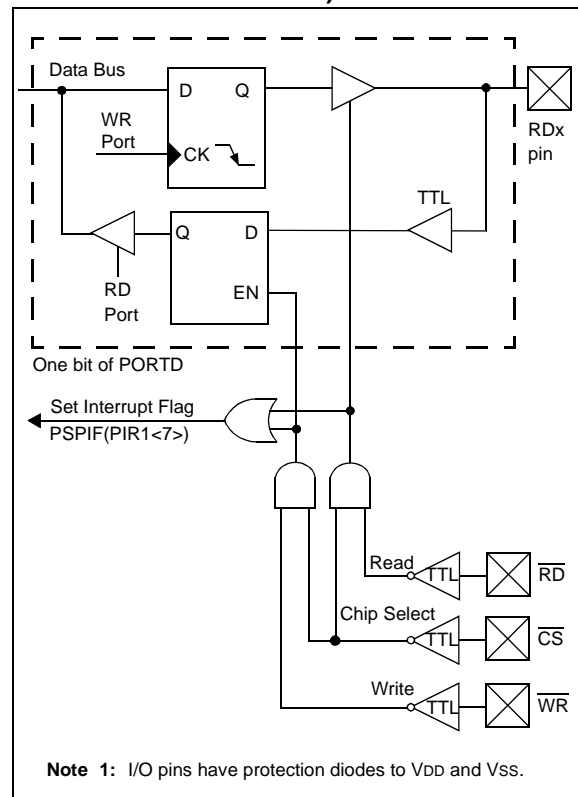 Data Bus
D Q
WR
Port
CK
RDx
pin
TTL
Q D
EN
RD
Port
One bit of PORTD
Set Interrupt Flag
PSPIF(PIR1<7>)
Read
TTL
RD
Chip Select
TTL
CS
Write
TTL
WR
Note 1: I/O pins have protection diodes to VDD and VSS.